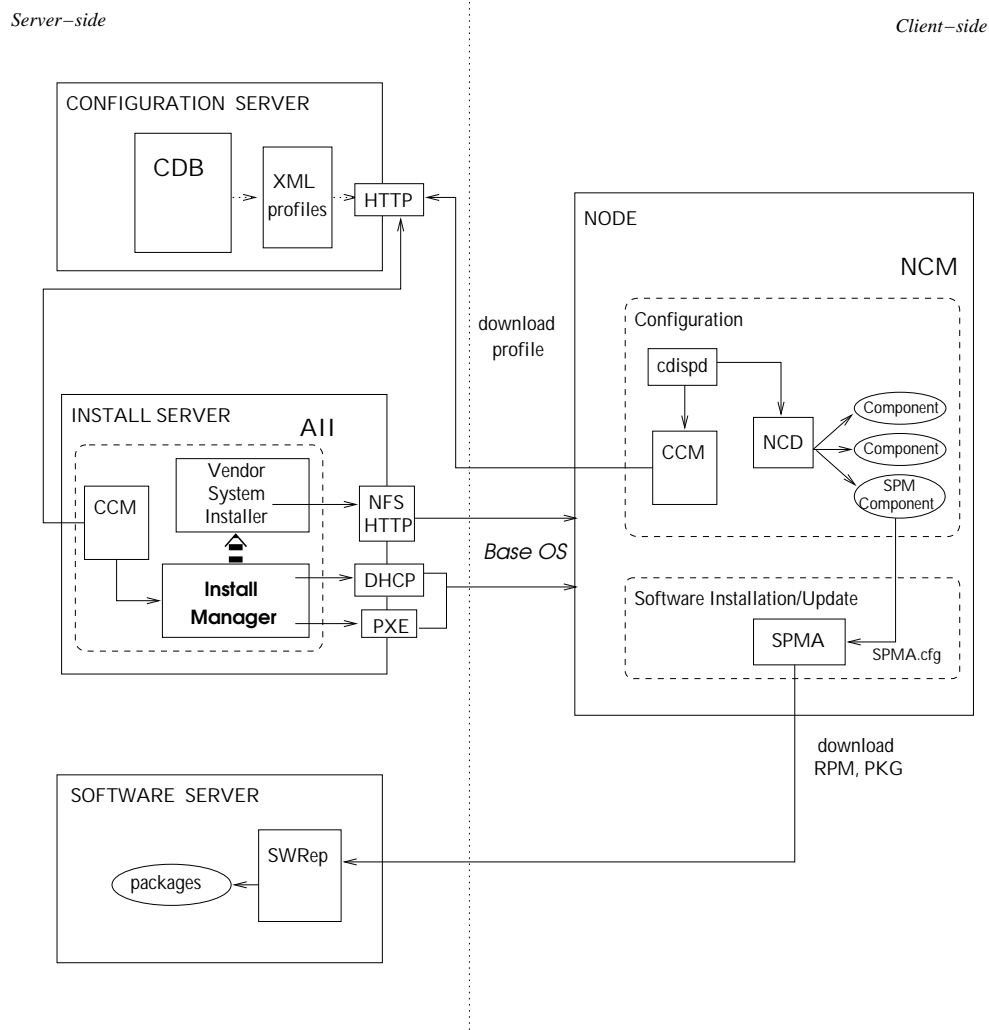 Server–side
Client–side
CONFIGURATION SERVER
CDB
XML
profiles
HTTP
NODE
NCM
download
profile
Configuration
cdispd
CCM
NCD
Component
Component
SPM
Component
INSTALL SERVER
AII
Vendor
System
Installer
CCM
NFS
HTTP
Install
Manager
DHCP
PXE
Base OS
Software Installation/Update
SPMA
SPMA.cfg
download
RPM, PKG
SOFTWARE SERVER
SWRep
packages